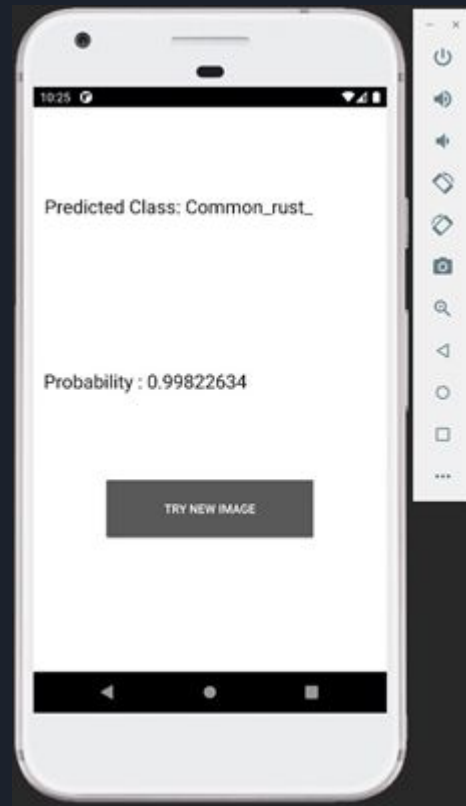 10:25
Predicted Class: Common_rust_
Probability : 0.99822634
TRY NEW IMAGE